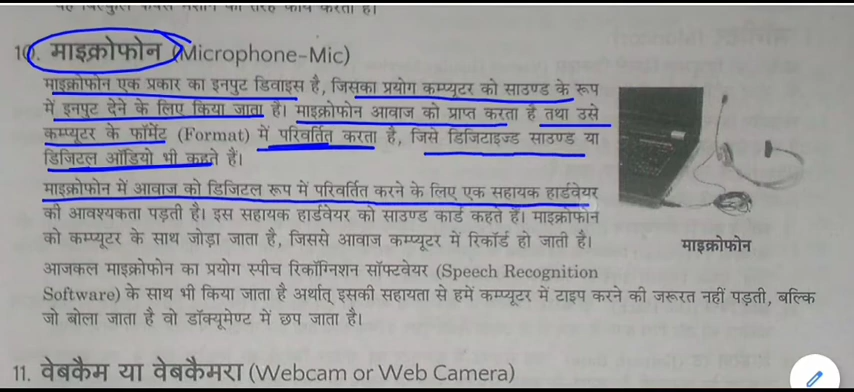 10. माइक्रोफोन (Microphone-Mic)
माइक्रोफोन एक प्रकार का इनपुट डिवाइस है, जिसका प्रयोग कम्प्यूटर को साउण्ड के रूप
में इनपुट देने के लिए किया जाता है। माइक्रोफोन आवाज को प्राप्त करता है तथा उसे
कम्प्यूटर के फॉर्मेट (Format) में परिवर्तित करता है, जिसे डिजिटाइज्ड साउण्ड या
डिजिटल ऑडियो भी कहते हैं।
माइक्रोफोन में आवाज को डिजिटल रूप में परिवर्तित करने के लिए एक सहायक हार्डवेयर
की आवश्यकता पड़ती है। इस सहायक हार्डवेयर को साउण्ड कार्ड कहते हैं। माइक्रोफोन
को कम्प्यूटर के साथ जोड़ा जाता है, जिससे आवाज कम्प्यूटर में रिकॉर्ड हो जाती है।
माइक्रोफोन
आजकल माइक्रोफोन का प्रयोग स्पीच रिकॉग्निशन सॉफ्टवेयर (Speech Recognition
Software) के साथ भी किया जाता है अर्थात् इसकी सहायता से हमें कम्प्यूटर में टाइप करने की जरूरत नहीं पड़ती, बल्कि
जो बोला जाता है वो डॉक्यूमेण्ट में छप जाता है।
11. वेबकैम या वेबकैमरा (Webcam or Web Camera)